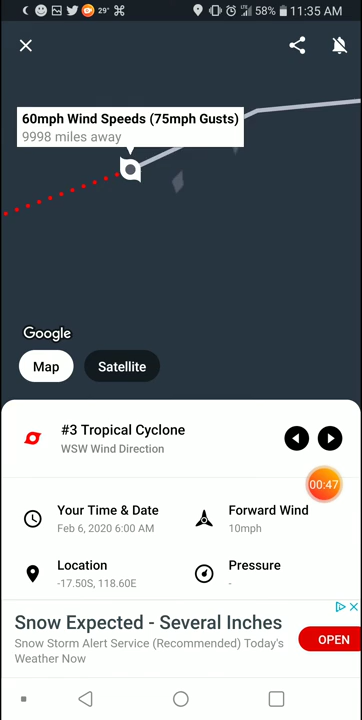 29° LTE 58% 11:35 AM
60mph Wind Speeds (75mph Gusts)
9998 miles away
Google
Map Satellite
#3 Tropical Cyclone
WSW Wind Direction
00:47
Your Time & Date Forward Wind
Feb 6, 2020 6:00 AM 10mph
Location Pressure
-17.50S, 118.60E -
Snow Expected - Several Inches
Snow Storm Alert Service (Recommended) Today's
Weather Now
OPEN